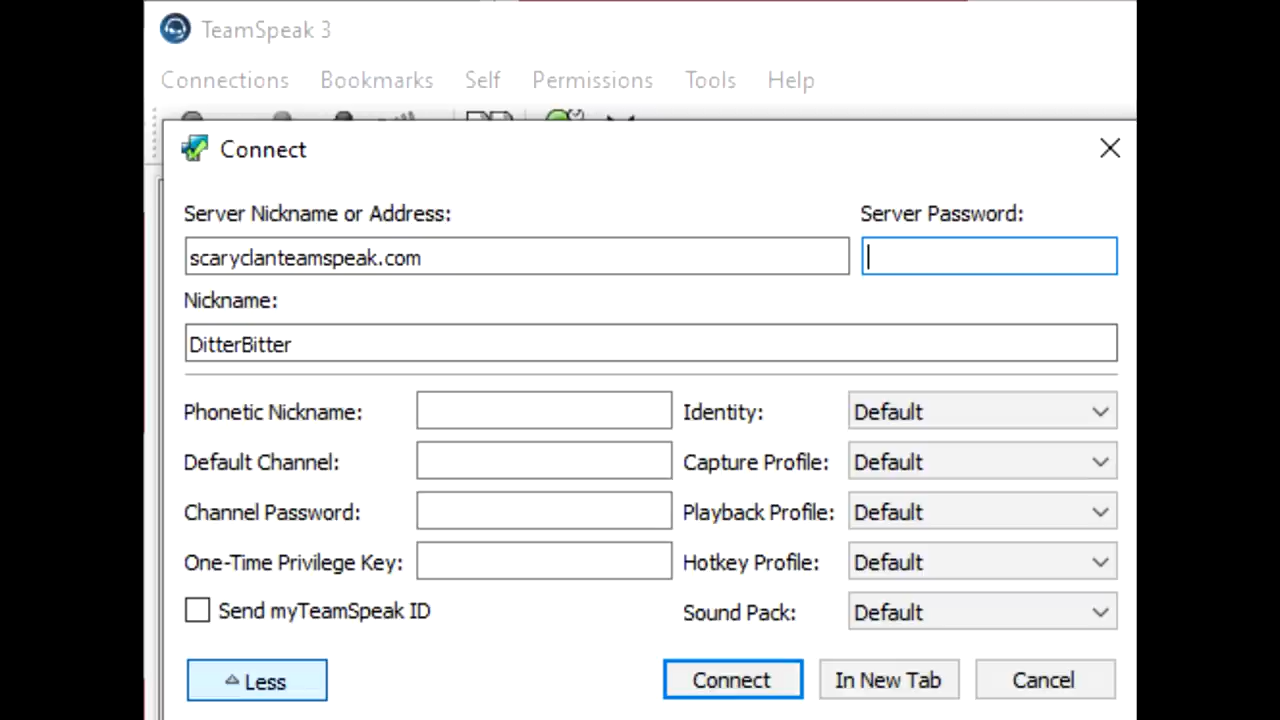 TeamSpeak 3
Connections Bookmarks Self Permissions Tools Help
Connect
Server Nickname or Address: Server Password:
scaryclanteamspeak.com
Nickname:
DitterBitter
Phonetic Nickname: Identity: Default
Default Channel: Capture Profile: Default
Channel Password: Playback Profile: Default
One-Time Privilege Key: Hotkey Profile: Default
Send myTeamSpeak ID Sound Pack: Default
Less Connect In New Tab Cancel